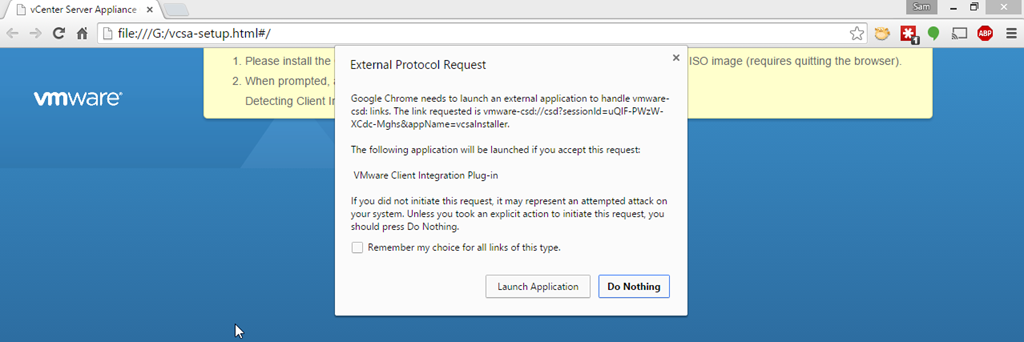 vCenter Server Appliance
Sam
file:///G:/vcsa-setup.html#/
1
ABP
vmware
1. Please install the
ISO image (requires quitting the browser).
2. When prompted, a
Detecting Client In
External Protocol Request
Google Chrome needs to launch an external application to handle vmware-
csd: links. The link requested is vmware-csd://csd?sessionId=uQIF-PWzW-
XCdc-Mghs&appName=vcsaInstaller.
The following application will be launched if you accept this request:
VMware Client Integration Plug-in
If you did not initiate this request, it may represent an attempted attack on
your system. Unless you took an explicit action to initiate this request, you
should press Do Nothing.
Remember my choice for all links of this type.
Launch Application
Do Nothing